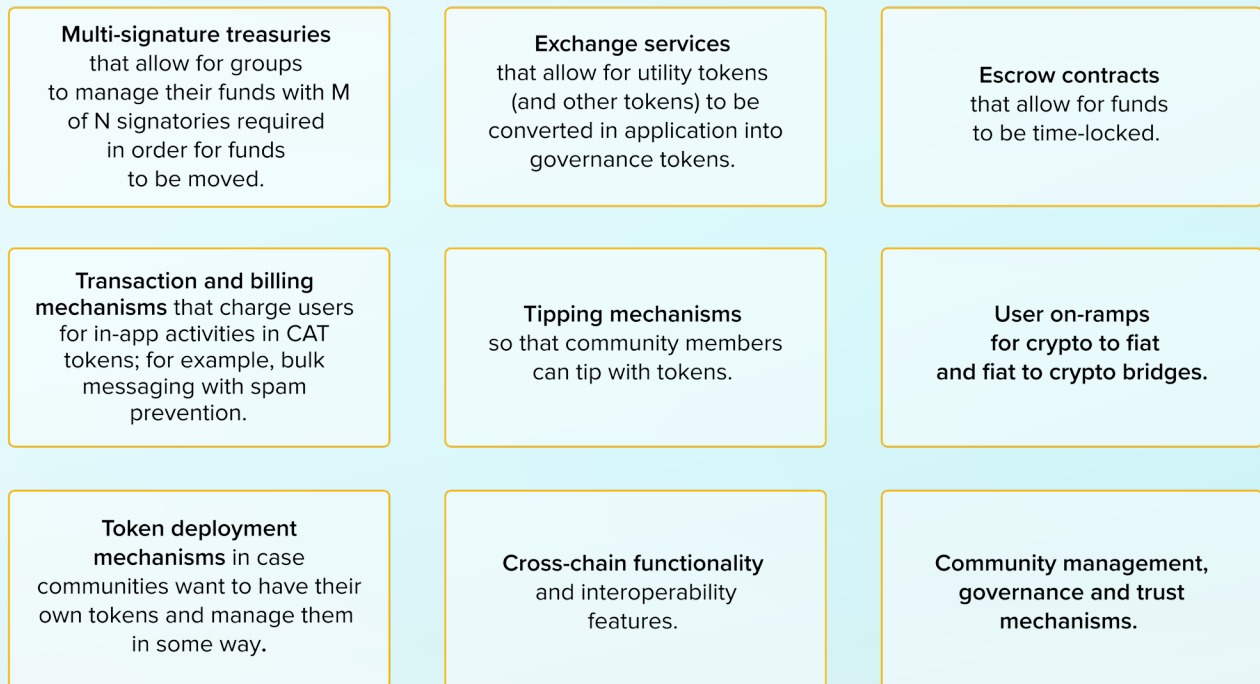 Multi-signature treasuries
that allow for groups
to manage their funds with M
of N signatories required
in order for funds
to be moved.
Exchange services
that allow for utility tokens
(and other tokens) to be
converted in application into
governance tokens.
Escrow contracts
that allow for funds
to be time-locked.
Transaction and billing
mechanisms that charge users
for in-app activities in CAT
tokens; for example, bulk
messaging with spam
prevention.
Tipping mechanisms
so that community members
can tip with tokens.
User on-ramps
for crypto to fiat
and fiat to crypto bridges.
Token deployment
mechanisms in case
communities want to have their
own tokens and manage them
in some way.
Cross-chain functionality
and interoperability
features.
Community management,
governance and trust
mechanisms.